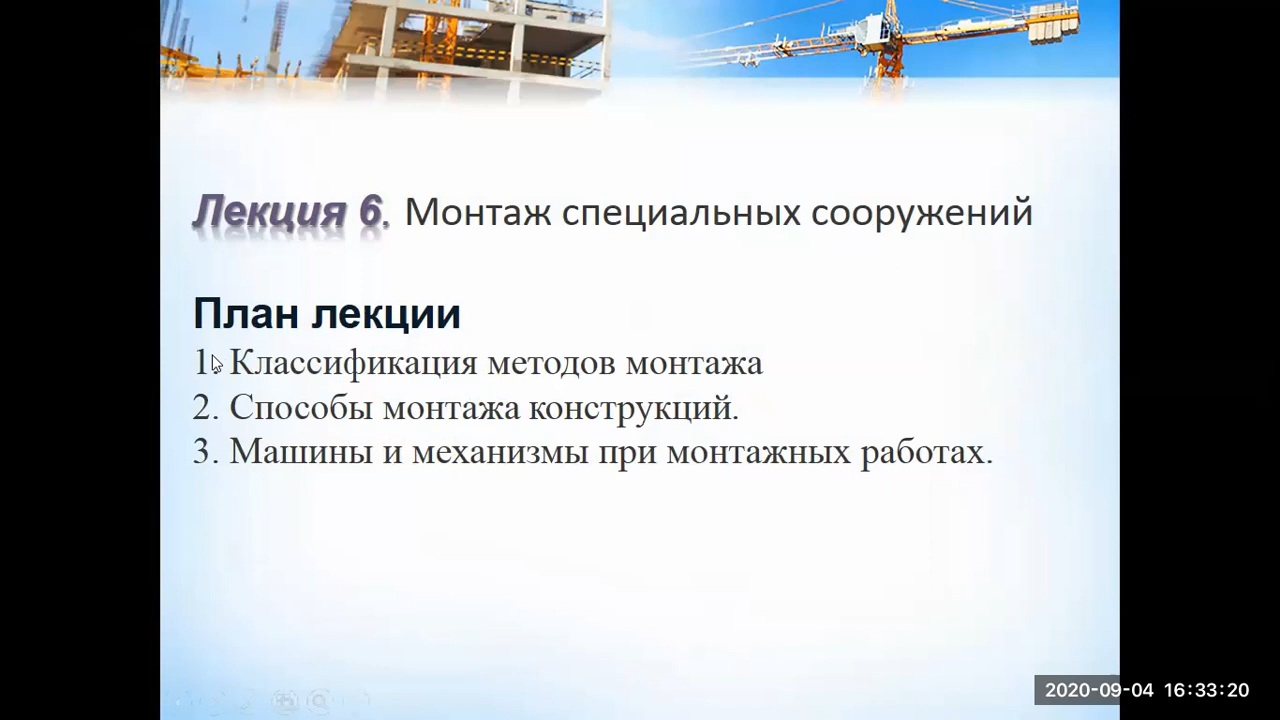 Лекция 6. Монтаж специальных сооружений
План лекции
1. Классификация методов монтажа
2. Способы монтажа конструкций.
3. Машины и механизмы при монтажных работах.
2020-09-04 16:33:20